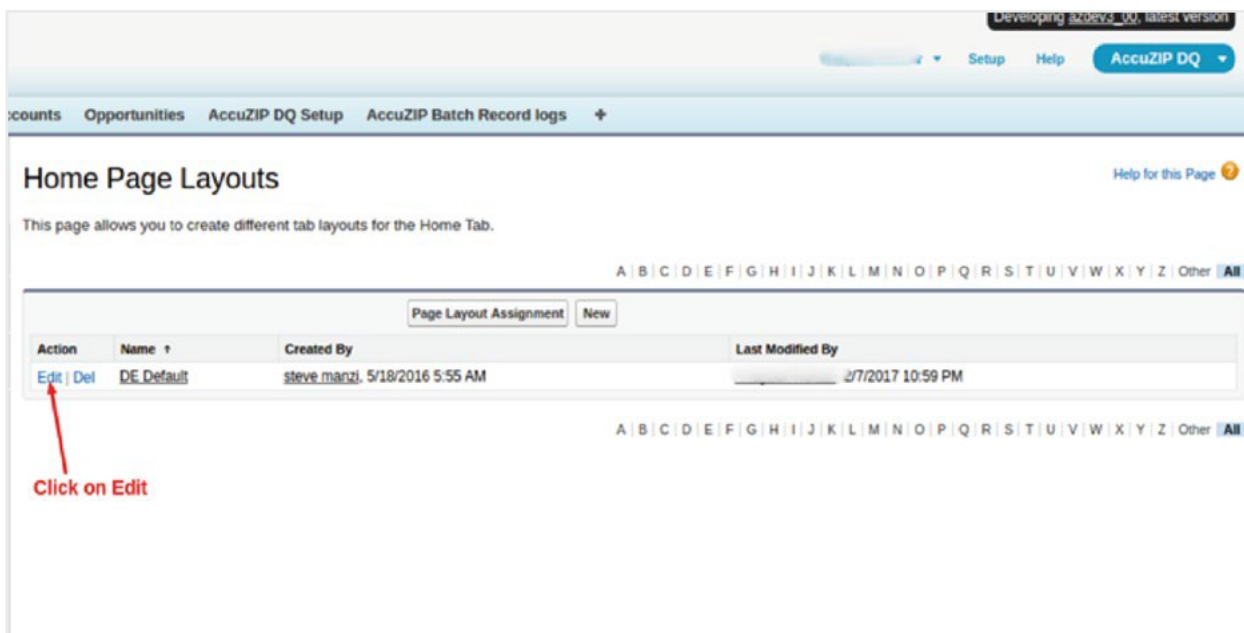 Developing azdev3_00, latest version
Setup Help AccuZIP DQ
ccounts Opportunities AccuZIP DQ Setup AccuZIP Batch Record logs +
Home Page Layouts
Help for this Page ?
This page allows you to create different tab layouts for the Home Tab.
A | B | C | D | E | F | G | H | I | J | K | L | M | N | O | P | Q | R | S | T | U | V | W | X | Y | Z | Other All
Page Layout Assignment New
Action Name ↑ Created By Last Modified By
Edit | Del DE Default steve manzi, 5/18/2016 5:55 AM 2/7/2017 10:59 PM
A | B | C | D | E | F | G | H | I | J | K | L | M | N | O | P | Q | R | S | T | U | V | W | X | Y | Z | Other All
Click on Edit